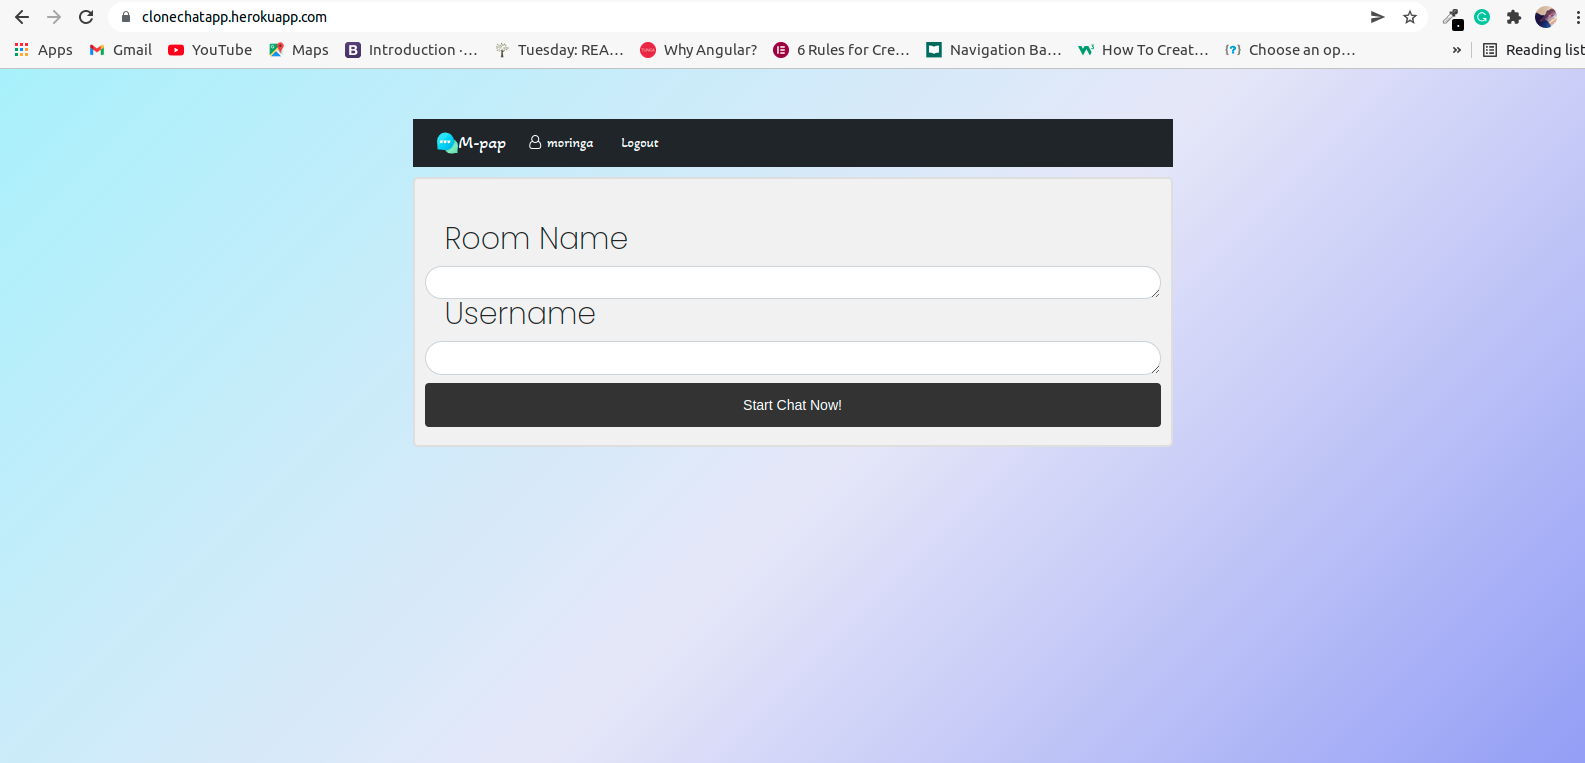 clonechatapp.herokuapp.com
Apps Gmail YouTube Maps Introduction ·... Tuesday: REA... Why Angular? 6 Rules for Cre... Navigation Ba... How To Creat... Choose an op... » Reading list
M-pap moringa Logout
Room Name
Username
Start Chat Now!